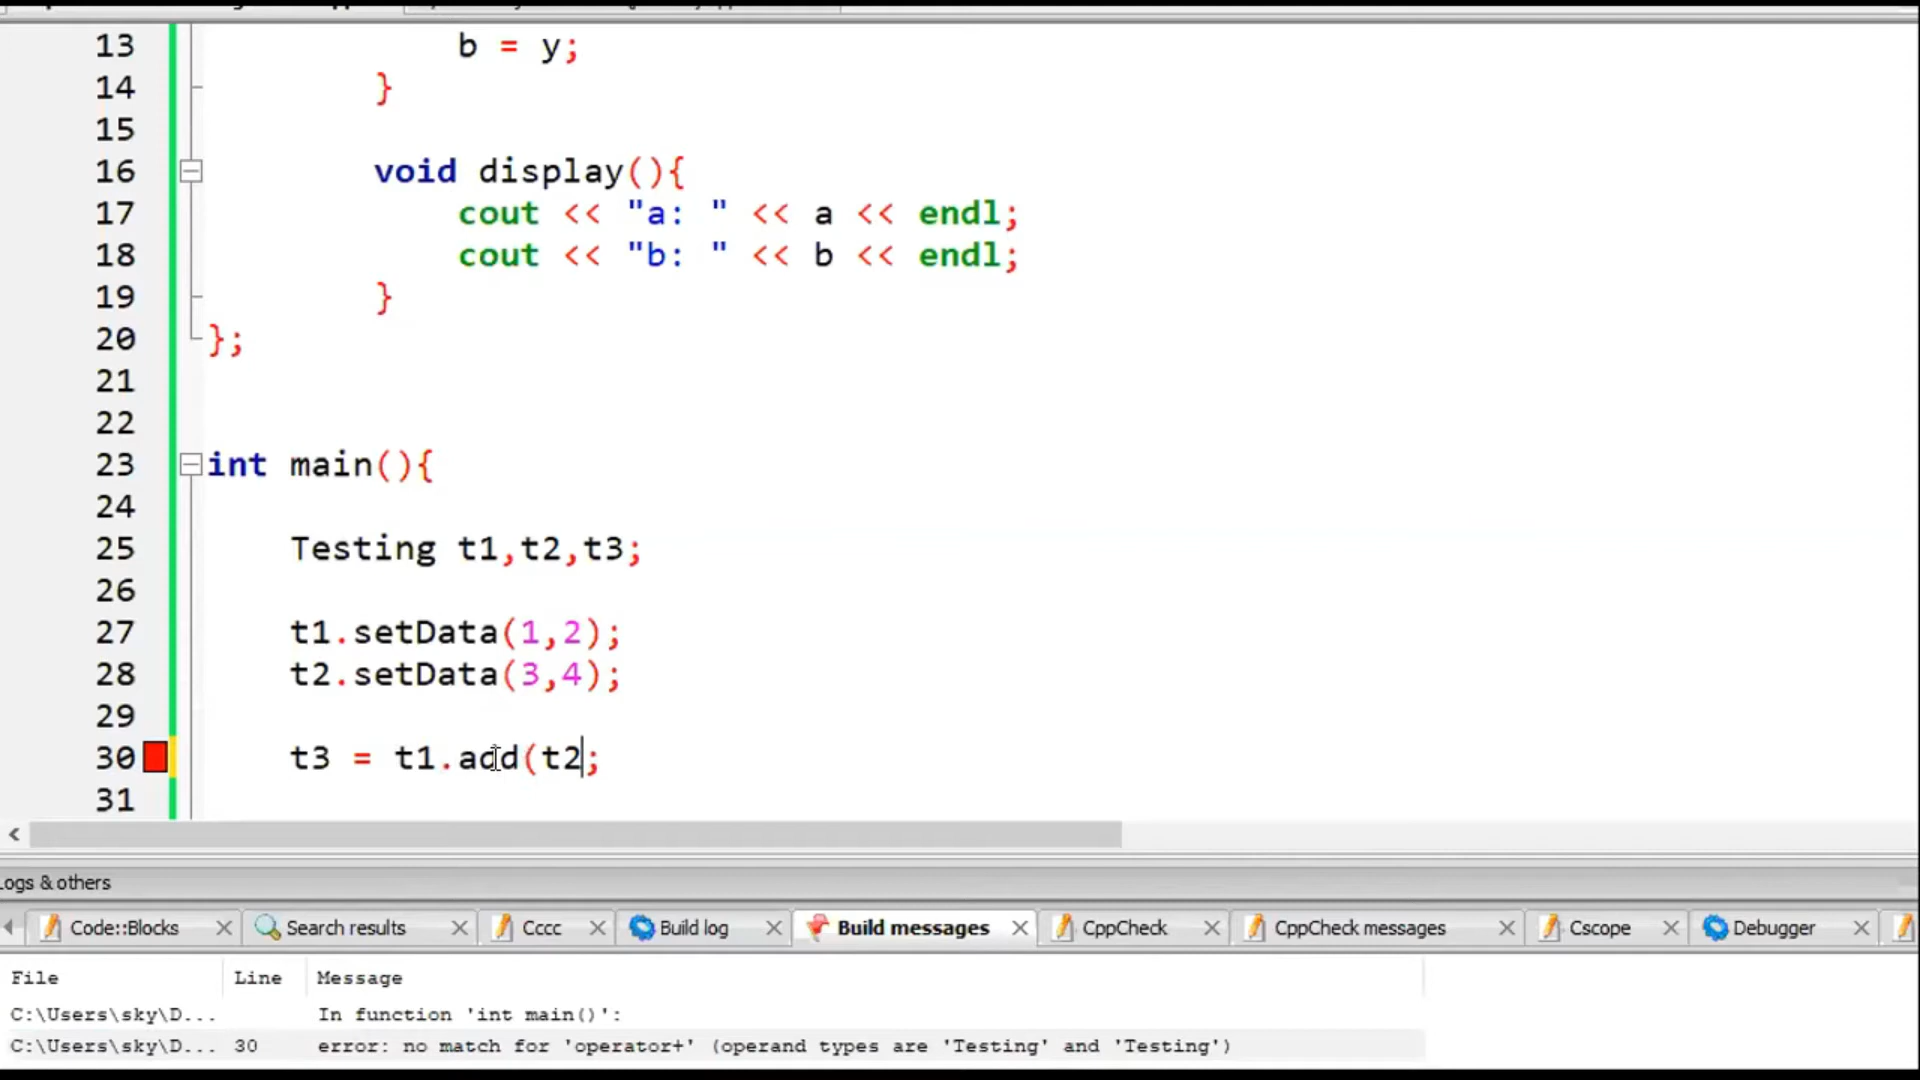 13 b = y;
14 }
15
16 void display(){
17 cout << "a: " << a << endl;
18 cout << "b: " << b << endl;
19 }
20 };
21
22
23 int main(){
24
25 Testing t1,t2,t3;
26
27 t1.setData(1,2);
28 t2.setData(3,4);
29
30 t3 = t1.add(t2;
31
Logs & others
Code::Blocks Search results Cccc Build log Build messages CppCheck CppCheck messages Cscope Debugger
File Line Message
C:\Users\sky\D... In function 'int main()':
C:\Users\sky\D... 30 error: no match for 'operator+' (operand types are 'Testing' and 'Testing')